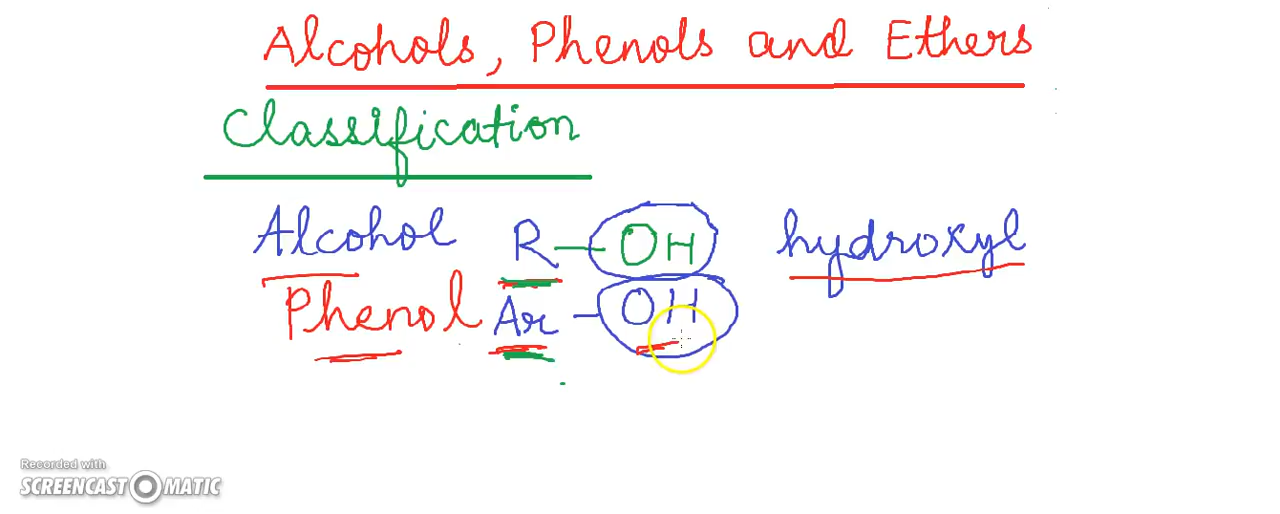 Alcohols, Phenols and Ethers
Classification
Alcohol R-OH hydroxyl
Phenol Ar-OH
Recorded with
SCREENCAST-O-MATIC